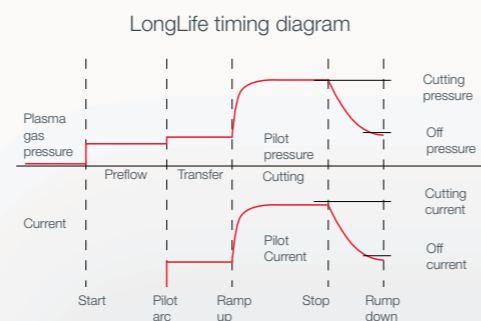 LongLife timing diagram
Plasma
gas
pressure
Cutting
pressure
Off
pressure
Pilot
pressure
Preflow
Transfer
Cutting
Current
Cutting
current
Pilot
Current
Off
current
Start
Pilot
arc
Ramp
up
Stop
Rump
down